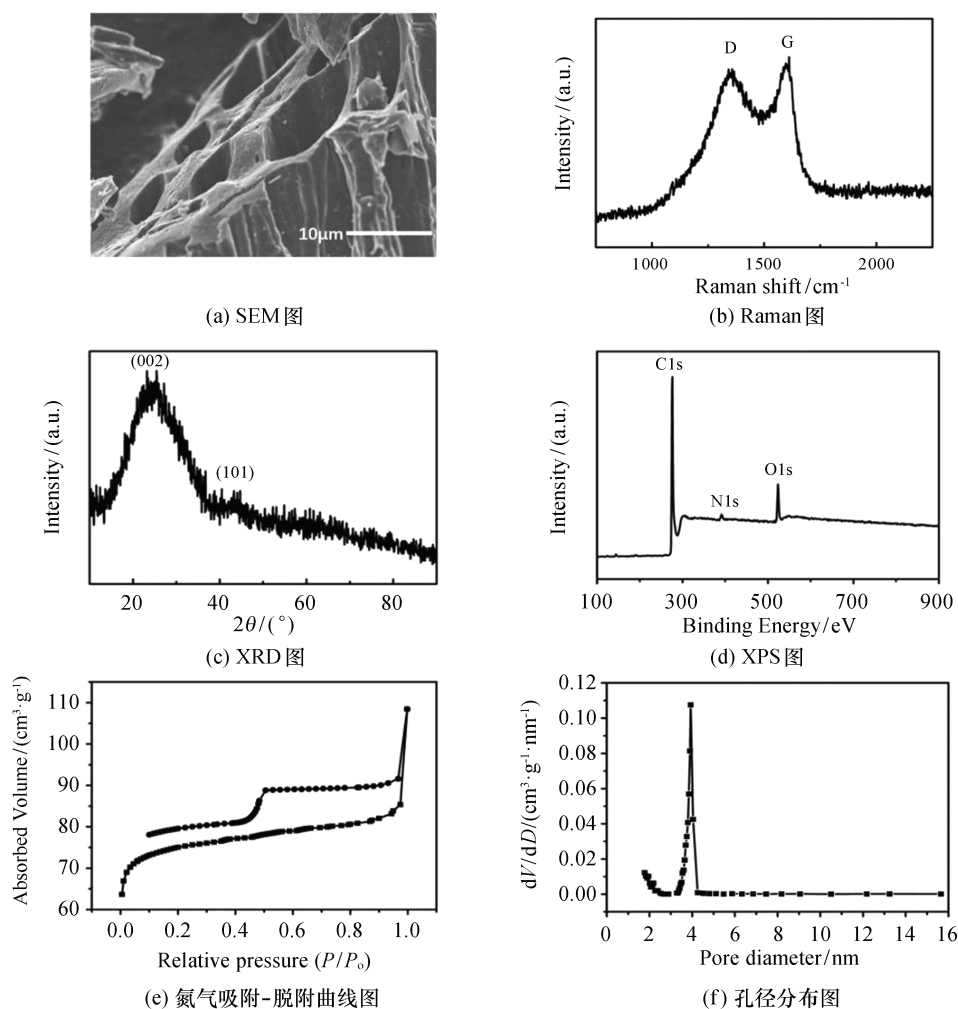 10μm
(a) SEM图
D
G
Intensity/(a.u.)
1000 1500 2000
Raman shift/cm-1
(b) Raman图
(002)
(101)
Intensity/(a.u.)
20 40 60 80
2θ/(°)
(c) XRD图
C1s
N1s
O1s
Intensity/(a.u.)
100 300 500 700 900
Binding Energy/eV
(d) XPS图
Absorbed Volume/(cm³·g-1)
110
100
90
80
70
60
0.0 0.2 0.4 0.6 0.8 1.0
Relative pressure (P/Po)
(e) 氮气吸附-脱附曲线图
dV/dD/(cm³·g-1·nm-1)
0.12
0.10
0.08
0.06
0.04
0.02
0.00
0 2 4 6 8 10 12 14 16
Pore diameter/nm
(f) 孔径分布图